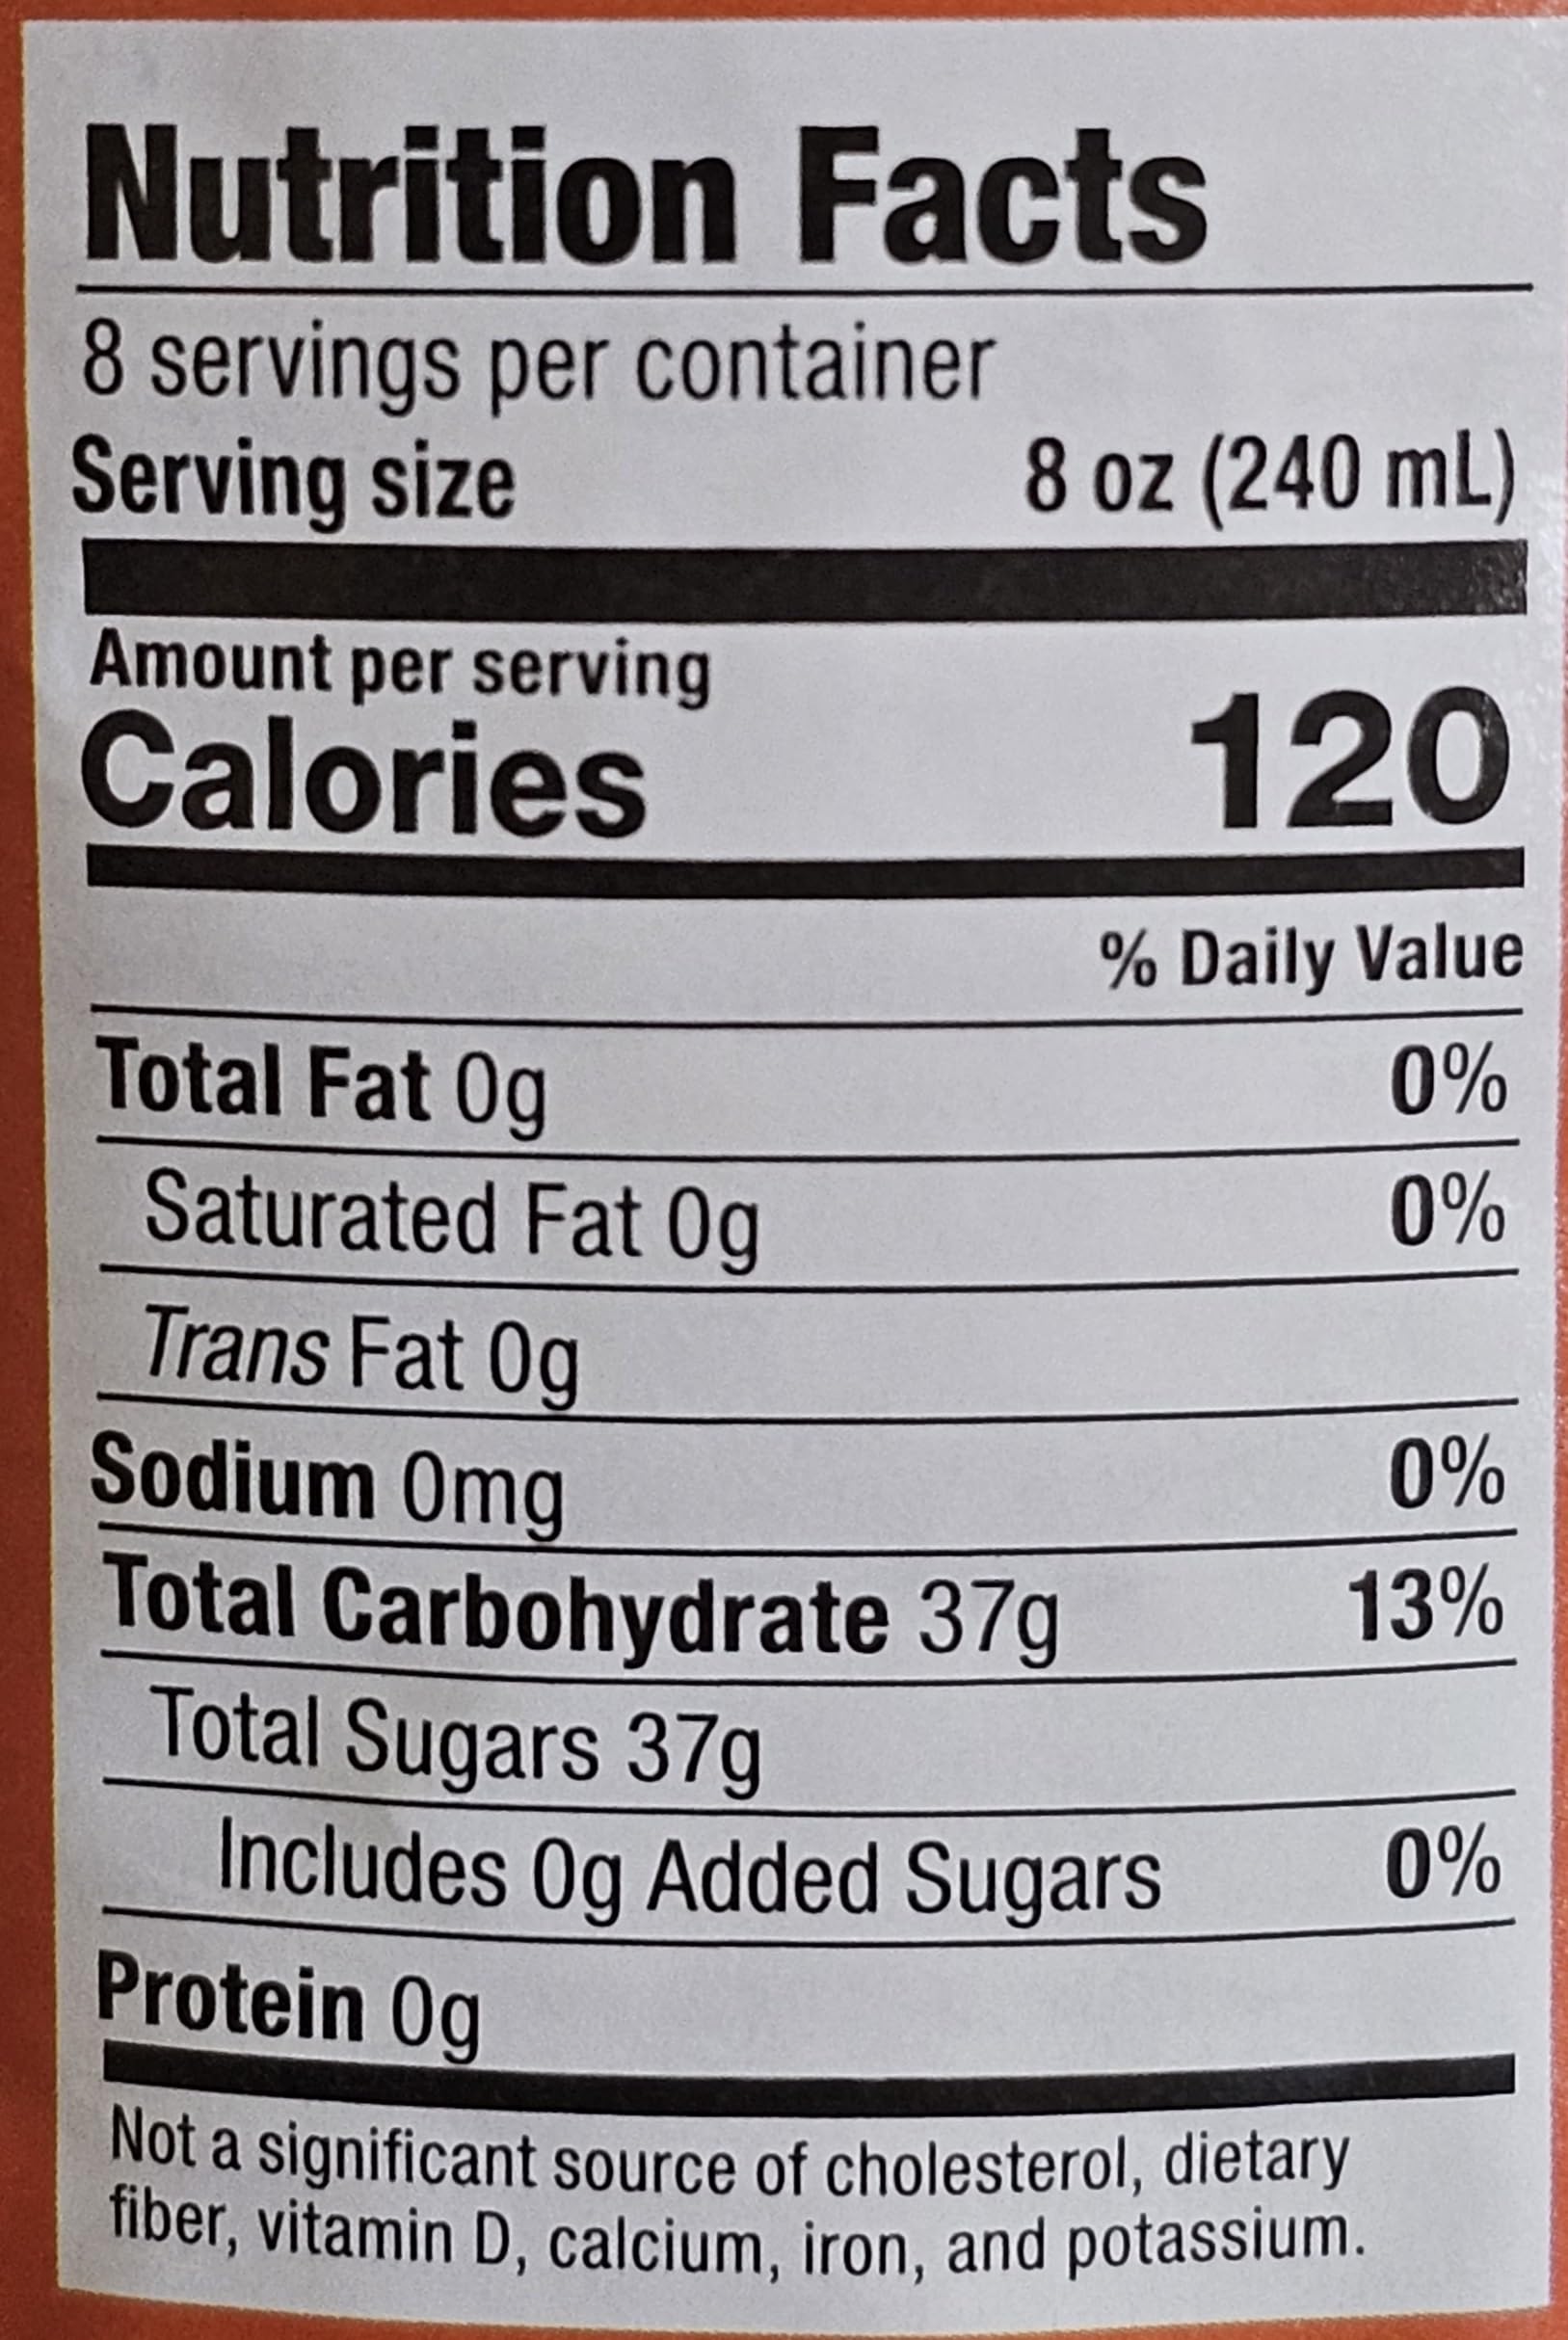 Nutrition Facts
8 servings per container
Serving size 8 oz (240 mL)
Amount per serving
Calories 120
% Daily Value
Total Fat 0g 0%
Saturated Fat 0g 0%
Trans Fat 0g
Sodium 0mg 0%
Total Carbohydrate 37g 13%
Total Sugars 37g
Includes 0g Added Sugars 0%
Protein 0g
Not a significant source of cholesterol, dietary
fiber, vitamin D, calcium, iron, and potassium.